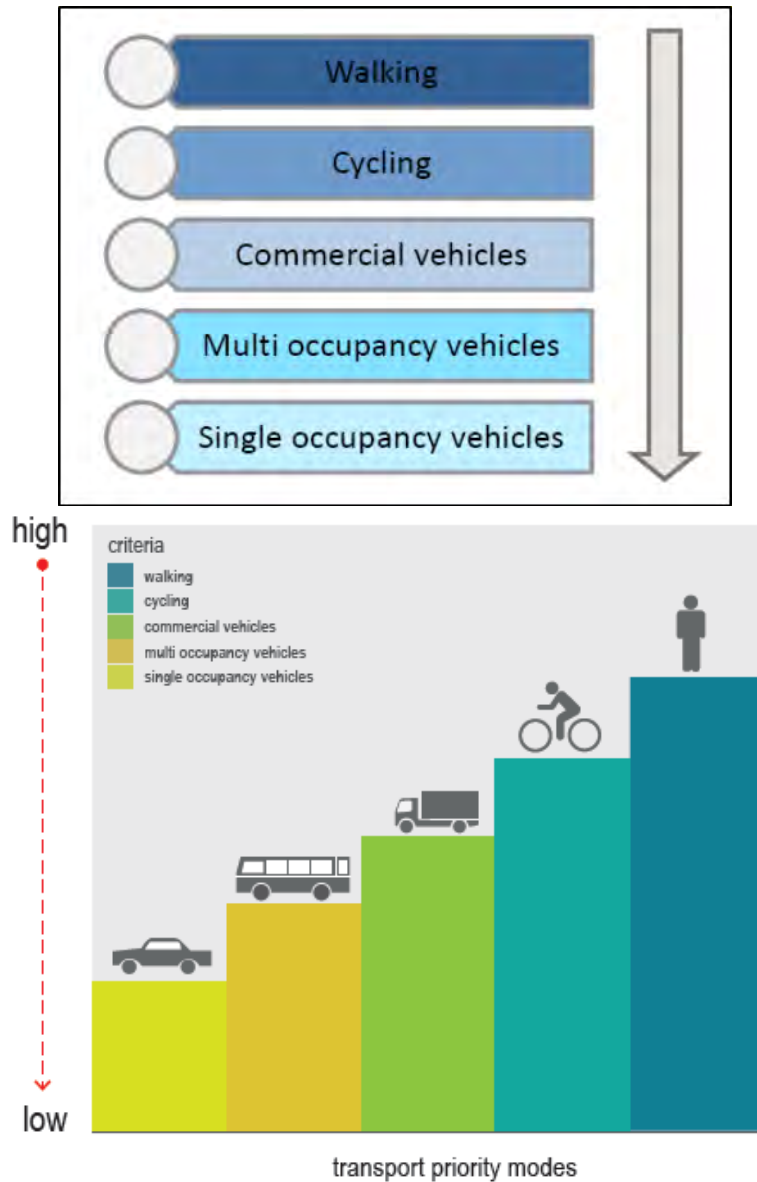 Walking
Cycling
Commercial vehicles
Multi occupancy vehicles
Single occupancy vehicles
high
criteria
walking
cycling
commercial vehicles
multi occupancy vehicles
single occupancy vehicles
low
transport priority modes